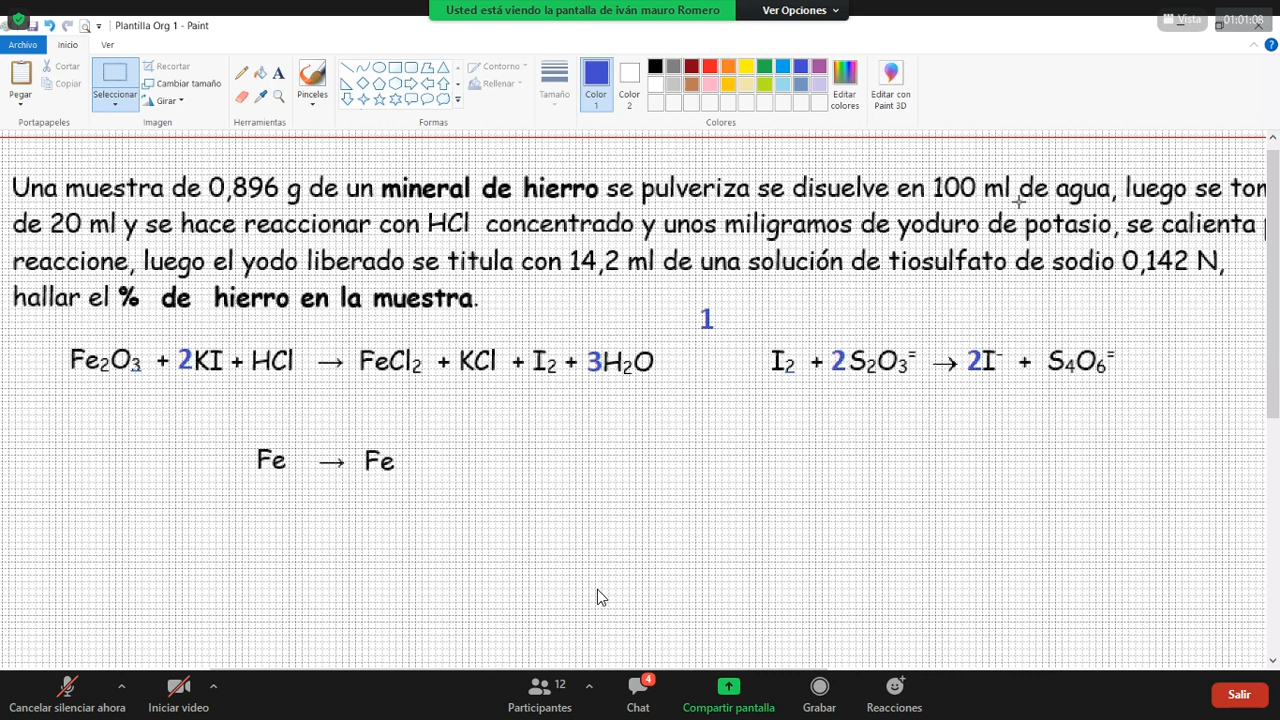 Usted está viendo la pantalla de iván mauro Romero
Ver Opciones
Vista
01:01:08
Plantilla Org 1 - Paint
Archivo Inicio Ver
Pegar
Cortar
Copiar
Portapapeles
Seleccionar
Recortar
Cambiar tamaño
Girar
Imagen
A
Herramientas
Pinceles
Contorno
Rellenar
Formas
Tamaño
Color 1
Color 2
Editar colores
Colores
Editar con Paint 3D
Una muestra de 0,896 g de un mineral de hierro se pulveriza se disuelve en 100 ml de agua, luego se tom
de 20 ml y se hace reaccionar con HCl concentrado y unos miligramos de yoduro de potasio, se calienta
reaccione, luego el yodo liberado se titula con 14,2 ml de una solución de tiosulfato de sodio 0,142 N,
hallar el % de hierro en la muestra.
1
Fe₂O₃ + 2KI + HCl → FeCl₂ + KCl + I₂ + 3H₂O I₂ + 2S₂O₃⁼ → 2I⁻ + S₄O₆⁼
Fe → Fe
4
12
Cancelar silenciar ahora
Iniciar video
Participantes
Chat
Compartir pantalla
Grabar
Reacciones
Salir